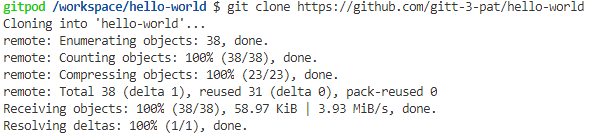 gitpod /workspace/hello-world $ git clone https://github.com/gitt-3-pat/hello-world
Cloning into 'hello-world'...
remote: Enumerating objects: 38, done.
remote: Counting objects: 100% (38/38), done.
remote: Compressing objects: 100% (23/23), done.
remote: Total 38 (delta 1), reused 31 (delta 0), pack-reused 0
Receiving objects: 100% (38/38), 58.97 KiB | 3.93 MiB/s, done.
Resolving deltas: 100% (1/1), done.